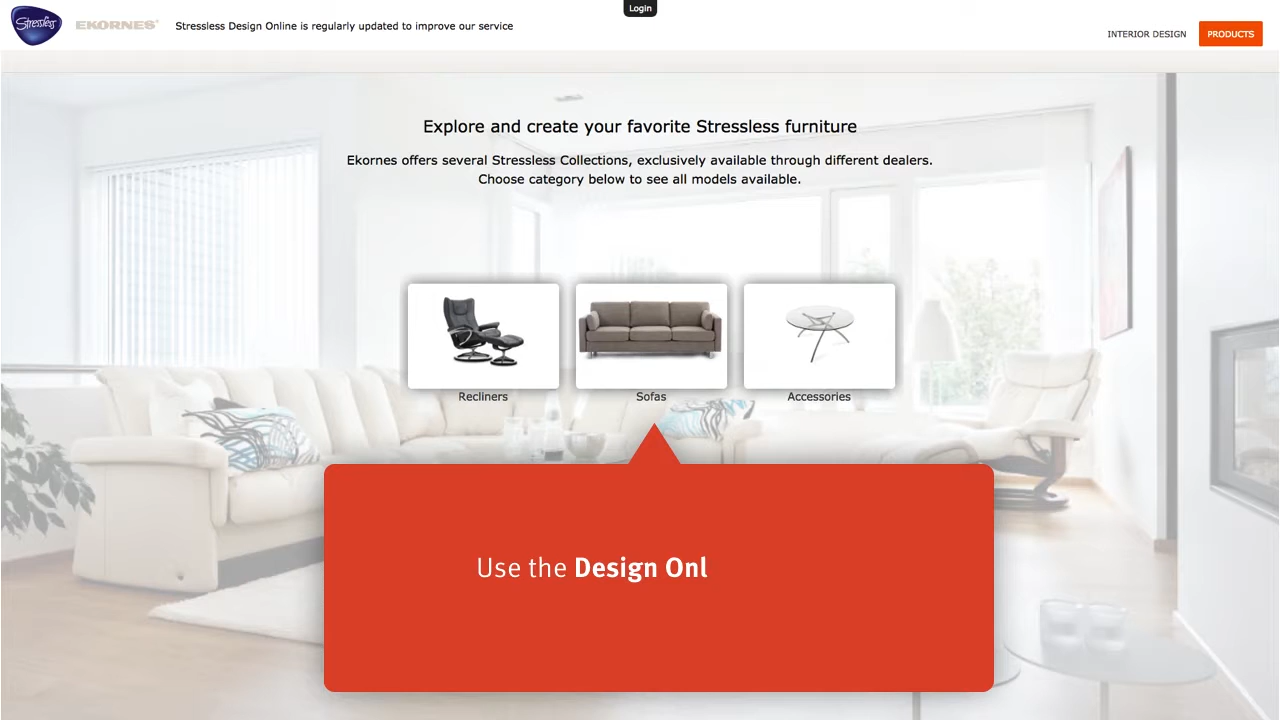 Login
Stressless
EKORNES®
Stressless Design Online is regularly updated to improve our service
INTERIOR DESIGN
PRODUCTS
Explore and create your favorite Stressless furniture
Ekornes offers several Stressless Collections, exclusively available through different dealers.
Choose category below to see all models available.
Recliners
Sofas
Accessories
Use the Design Onl